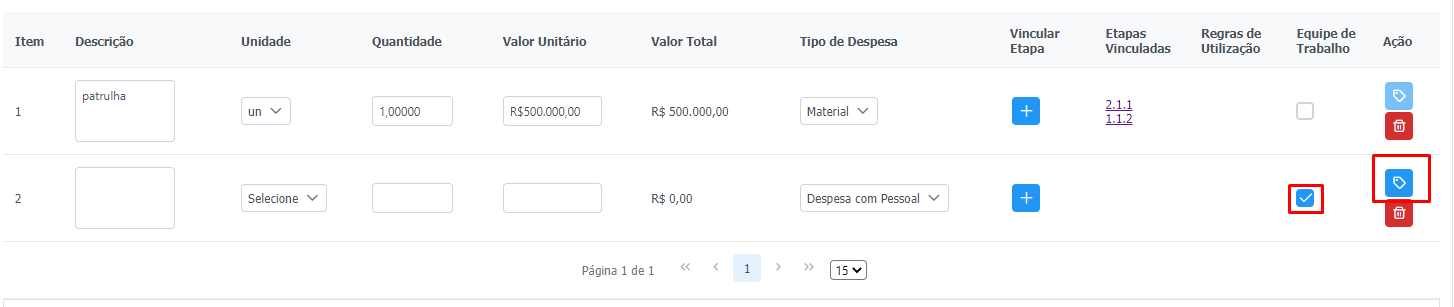 Item Descrição Unidade Quantidade Valor Unitário Valor Total Tipo de Despesa Vincular Etapa Etapas Vinculadas Regras de Utilização Equipe de Trabalho Ação
1 patrulha un 1,00000 R$500.000,00 R$ 500.000,00 Material 2.1.1
1.1.2
2 Selecione R$ 0,00 Despesa com Pessoal
Página 1 de 1 1 15